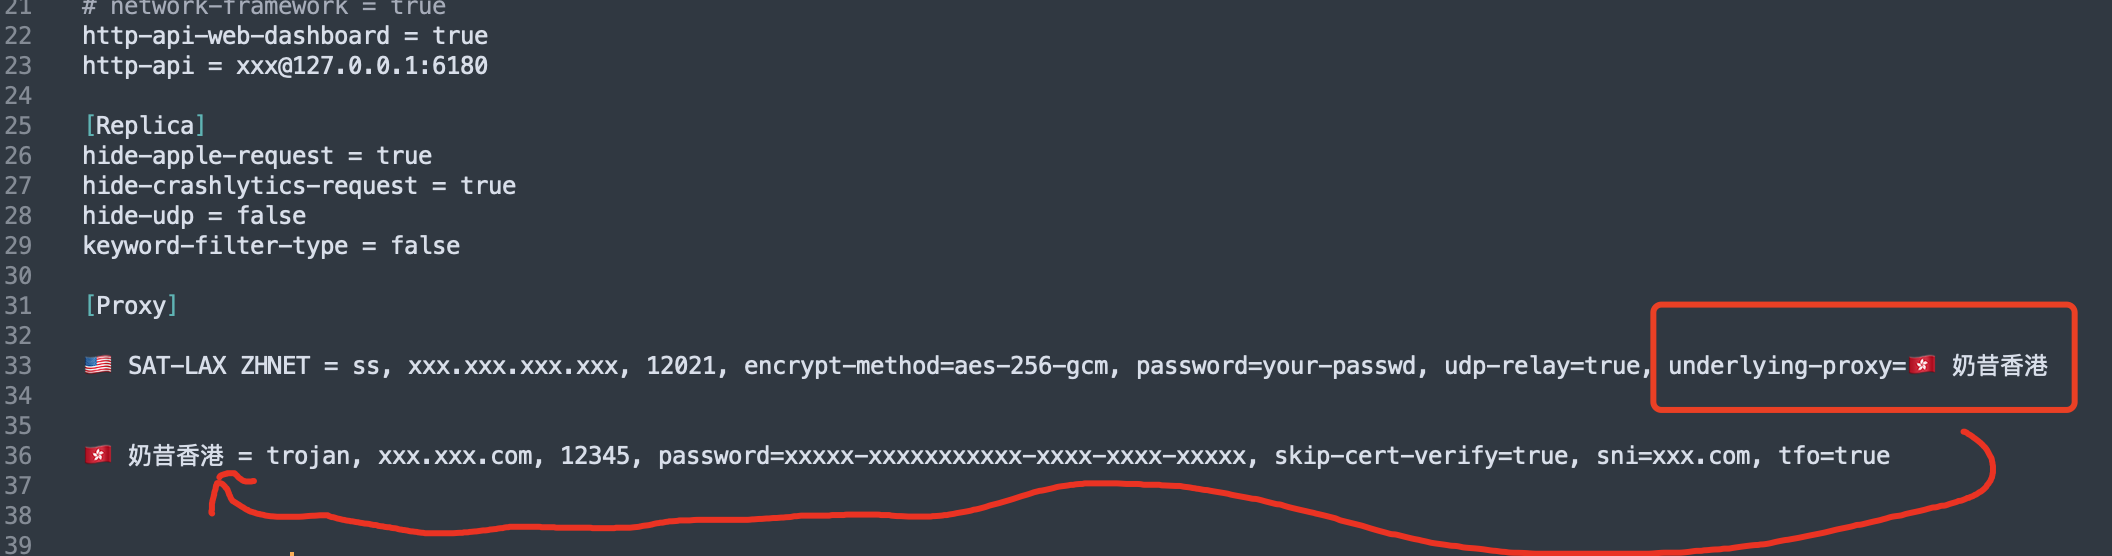 21 # network-framework = true
22 http-api-web-dashboard = true
23 http-api = xxx@127.0.0.1:6180
24
25 [Replica]
26 hide-apple-request = true
27 hide-crashlytics-request = true
28 hide-udp = false
29 keyword-filter-type = false
30
31 [Proxy]
32
33 🇺🇸 SAT-LAX ZHNET = ss, xxx.xxx.xxx.xxx, 12021, encrypt-method=aes-256-gcm, password=your-passwd, udp-relay=true, underlying-proxy=🇭🇰 奶昔香港
34
35
36 🇭🇰 奶昔香港 = trojan, xxx.xxx.com, 12345, password=xxxxx-xxxxxxxxxxx-xxxx-xxxx-xxxxx, skip-cert-verify=true, sni=xxx.com, tfo=true
37
38
39